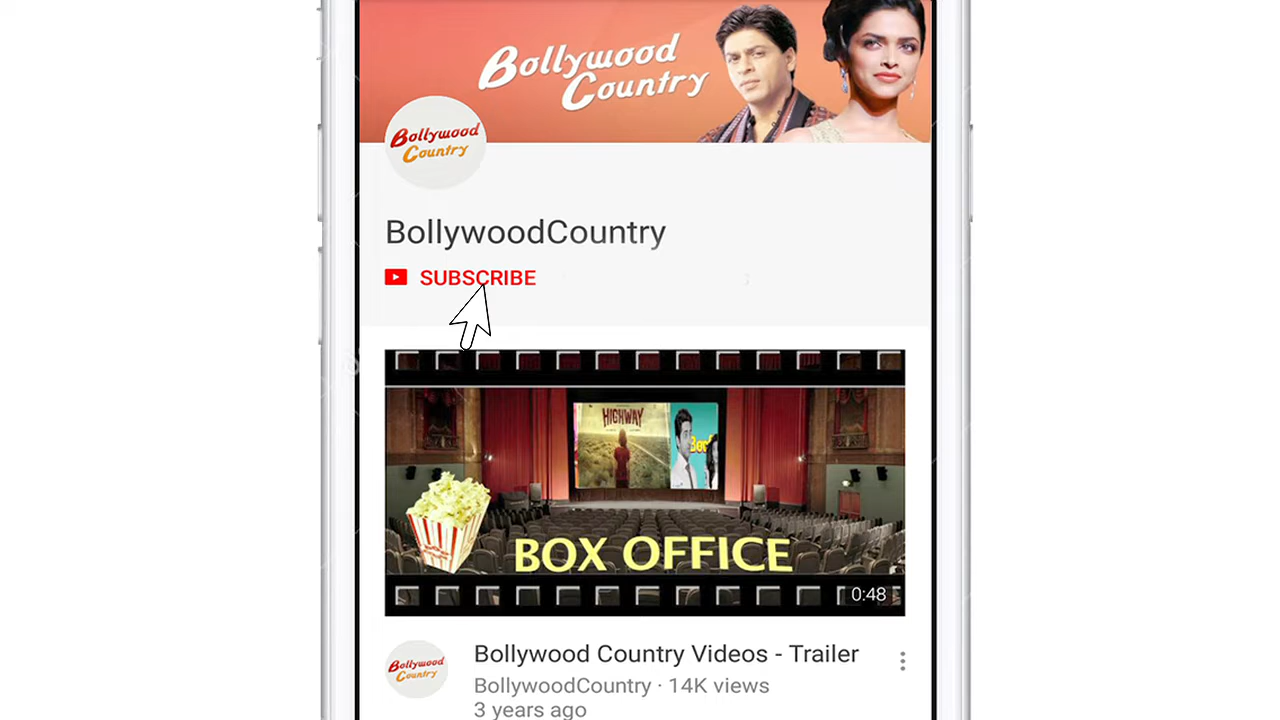 Bollywood
Country
Bollywood
Country
BollywoodCountry
SUBSCRIBE
HIGHWAY
BOX OFFICE
0:48
Bollywood
Country
Bollywood Country Videos - Trailer
BollywoodCountry · 14K views
3 years ago